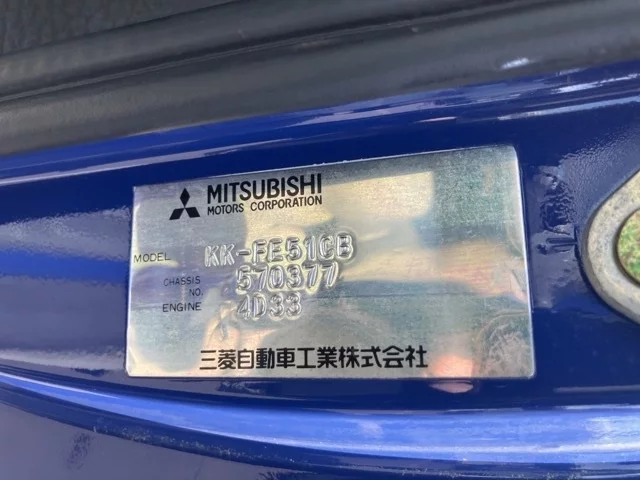 MITSUBISHI
MOTORS CORPORATION
MODEL KK-FE51CB
CHASSIS NO. 570377
ENGINE 4D33
三菱自動車工業株式会社